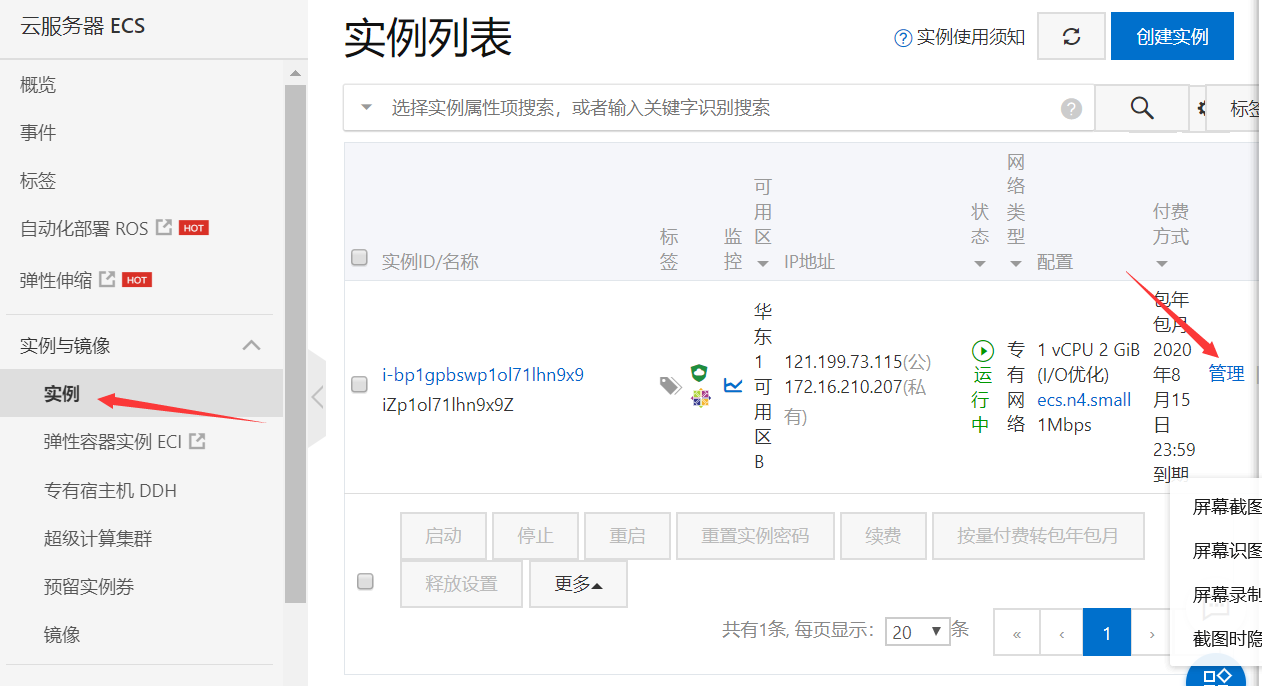 云服务器 ECS
概览
事件
标签
自动化部署 ROS HOT
弹性伸缩 HOT
实例与镜像
实例
弹性容器实例 ECI
专有宿主机 DDH
超级计算集群
预留实例券
镜像
实例列表
? 实例使用须知
创建实例
选择实例属性项搜索，或者输入关键字识别搜索
?
标签
实例ID/名称
标签
监控
可用区
IP地址
状态
网络类型
配置
付费方式
i-bp1gpbswp1ol71lhn9x9
iZp1ol71lhn9x9Z
华东1可用区B
121.199.73.115(公)
172.16.210.207(私有)
运行中
专有网络
1 vCPU 2 GiB
(I/O优化)
ecs.n4.small
1Mbps
包年
包月
2020
年8
月15
日
23:59
到期
管理
启动 停止 重启 重置实例密码 续费 按量付费转包年包月
释放设置 更多
共有1条, 每页显示: 20 条
« ‹ 1 ›
屏幕截图
屏幕识图
屏幕录制
截图时隐